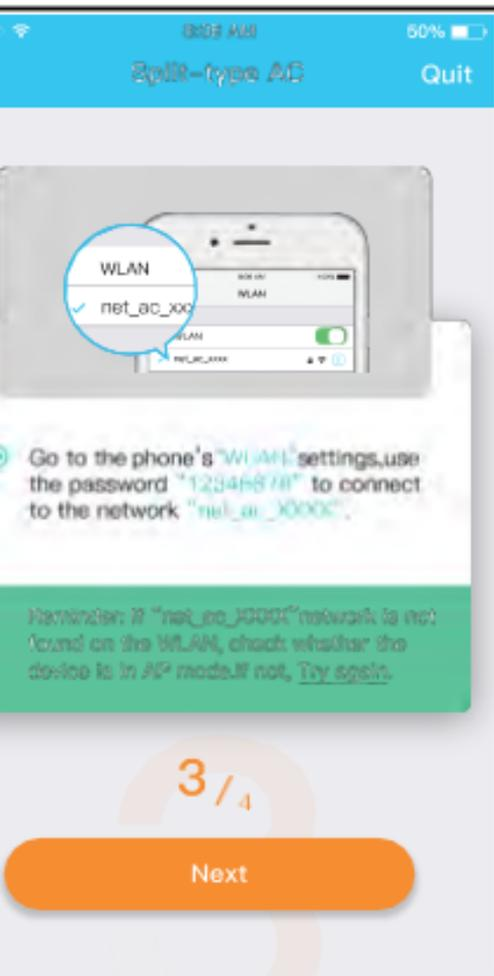 50%
Split-type AC
Quit
WLAN
net_ac_xxx
WLAN
WLAN
net_ac_xxxx
Go to the phone's "WLAN" settings,use
the password "12345678" to connect
to the network "net_ac_XXXX".
Reminder: If "net_ac_XXXX" network is not
found on the WLAN, check whether the
device is in AP mode.If not, Try again.
3/4
Next